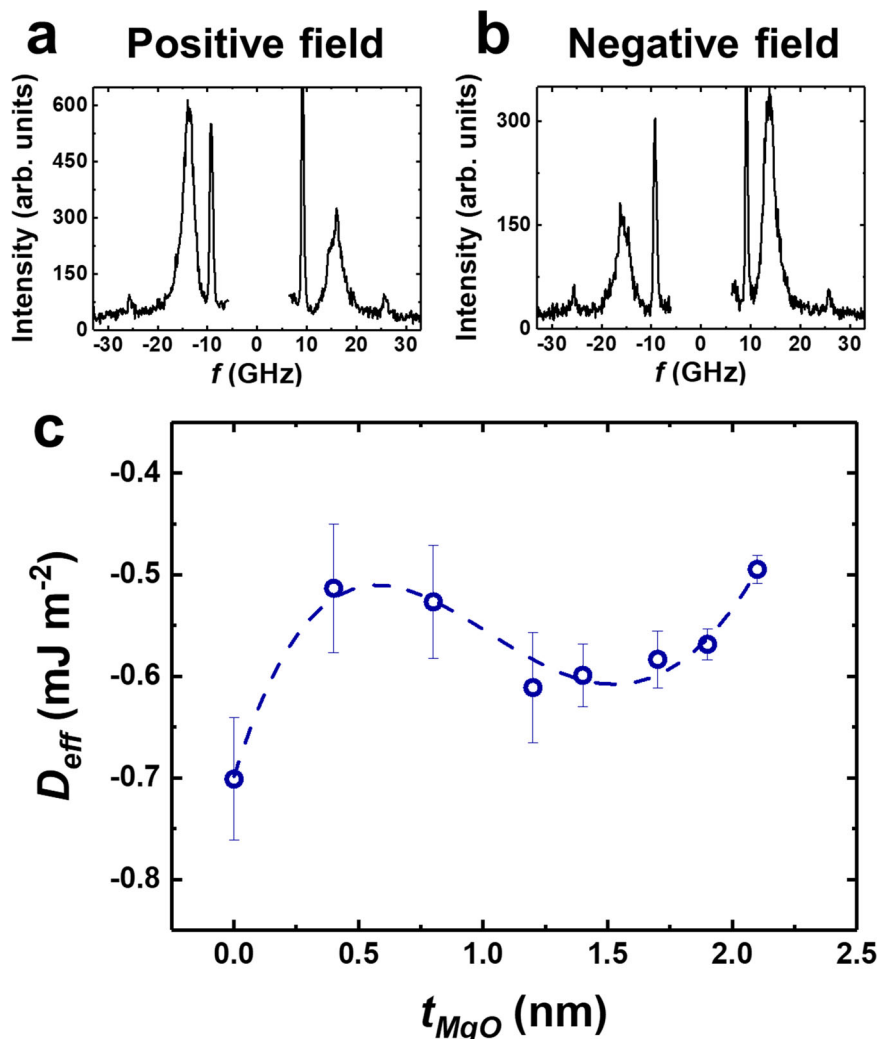 a Positive field
b Negative field
Intensity (arb. units)
600
450
300
150
0
-30 -20 -10 0 10 20 30
f (GHz)
Intensity (arb. units)
300
150
0
-30 -20 -10 0 10 20 30
f (GHz)
c
D_eff (mJ m⁻²)
-0.4
-0.5
-0.6
-0.7
-0.8
0.0 0.5 1.0 1.5 2.0 2.5
t_MgO (nm)